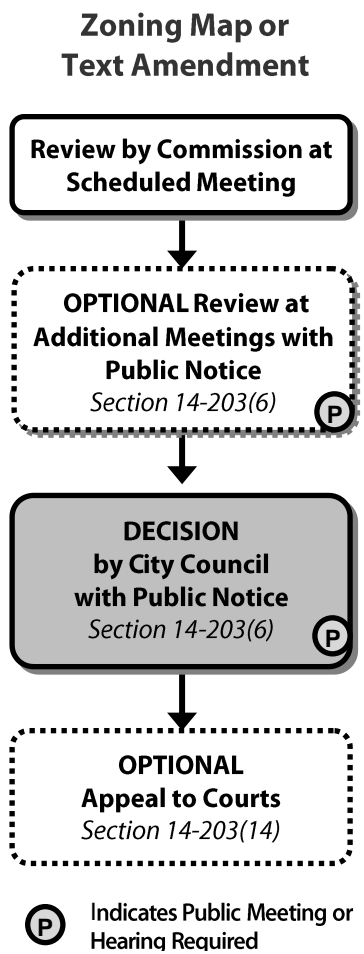 Zoning Map or
Text Amendment
Review by Commission at
Scheduled Meeting
OPTIONAL Review at
Additional Meetings with
Public Notice
Section 14-203(6)
P
DECISION
by City Council
with Public Notice
Section 14-203(6)
P
OPTIONAL
Appeal to Courts
Section 14-203(14)
P
Indicates Public Meeting or
Hearing Required